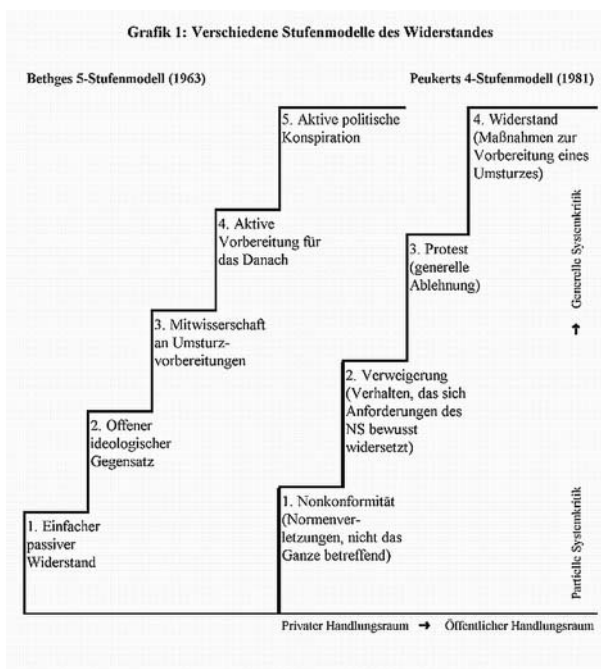 Grafik 1: Verschiedene Stufenmodelle des Widerstandes
Bethges 5-Stufenmodell (1963)
Peukerts 4-Stufenmodell (1981)
5. Aktive politische
Konspiration
4. Aktive
Vorbereitung für
das Danach
3. Mitwisserschaft
an Umsturz-
vorbereitungen
2. Offener
ideologischer
Gegensatz
1. Einfacher
passiver
Widerstand
4. Widerstand
(Maßnahmen zur
Vorbereitung eines
Umsturzes)
3. Protest
(generelle
Ablehnung)
2. Verweigerung
(Verhalten, das sich
Anforderungen des
NS bewusst
widersetzt)
1. Nonkonformität
(Normenver-
letzungen, nicht das
Ganze betreffend)
Partielle Systemkritik → Generelle Systemkritik
Privater Handlungsraum → Öffentlicher Handlungsraum